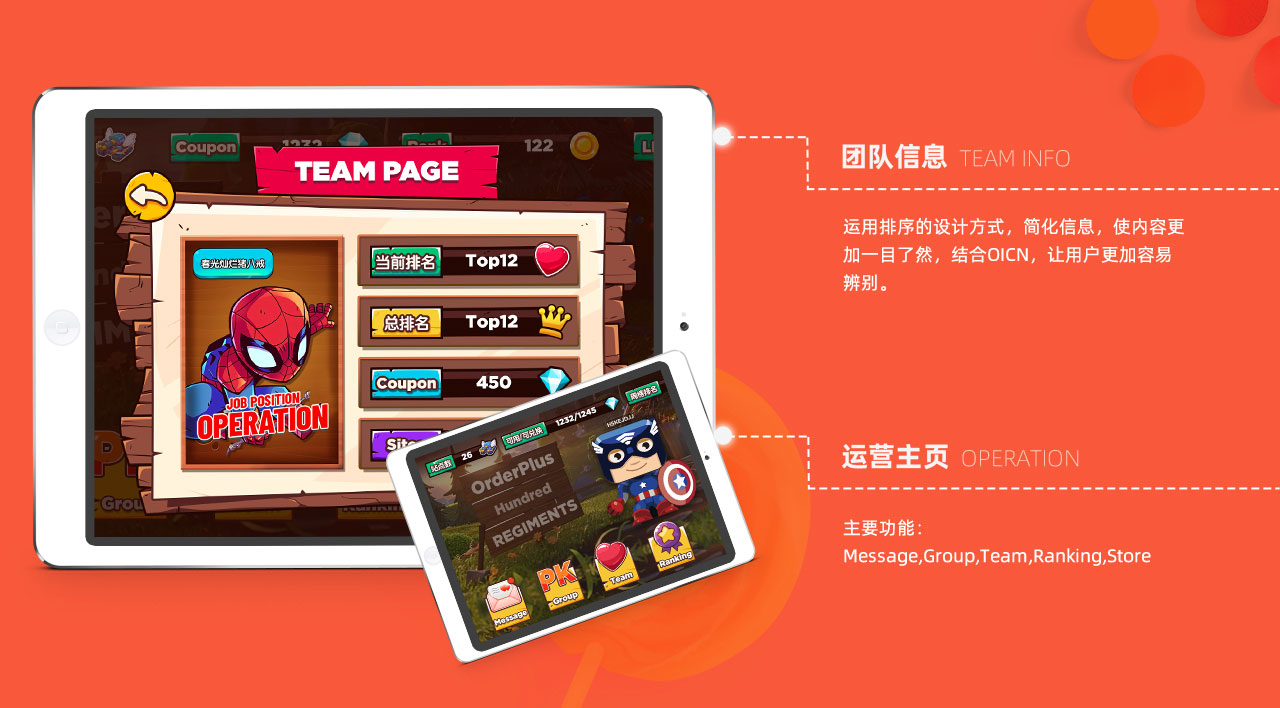 Coupon
1232
Rank
122
TEAM PAGE
春光灿烂猪八戒
JOB POSITION
OPERATION
当前排名
Top12
总排名
Top12
Coupon
450
Group
团队信息 TEAM INFO
运用排序的设计方式，简化信息，使内容更
加一目了然，结合OICN，让用户更加容易
辨别。
站点数
26
可用/可兑换
1232/1245
周榜排名
HSKEJOJJ
OrderPlus
Hundred
REGIMENTS
Message
PK
Group
Team
Ranking
运营主页 OPERATION
主要功能：
Message,Group,Team,Ranking,Store